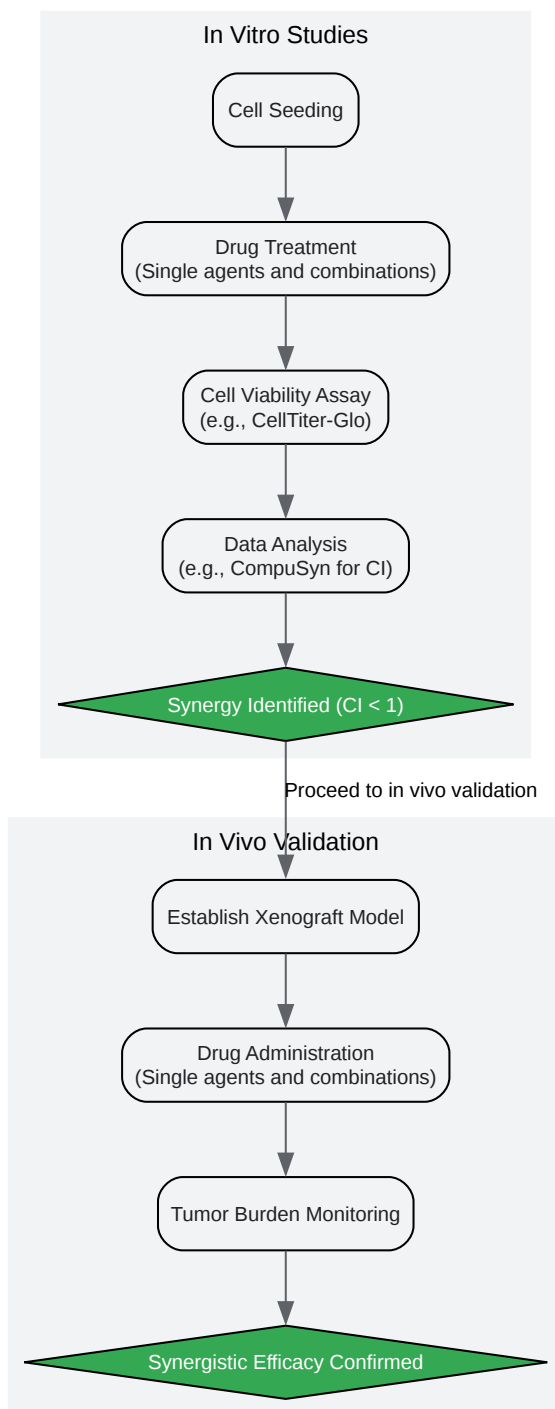 In Vitro Studies
Cell Seeding
Drug Treatment
(Single agents and combinations)
Cell Viability Assay
(e.g., CellTiter-Glo)
Data Analysis
(e.g., CompuSyn for CI)
Synergy Identified (CI < 1)
Proceed to in vivo validation
In Vivo Validation
Establish Xenograft Model
Drug Administration
(Single agents and combinations)
Tumor Burden Monitoring
Synergistic Efficacy Confirmed